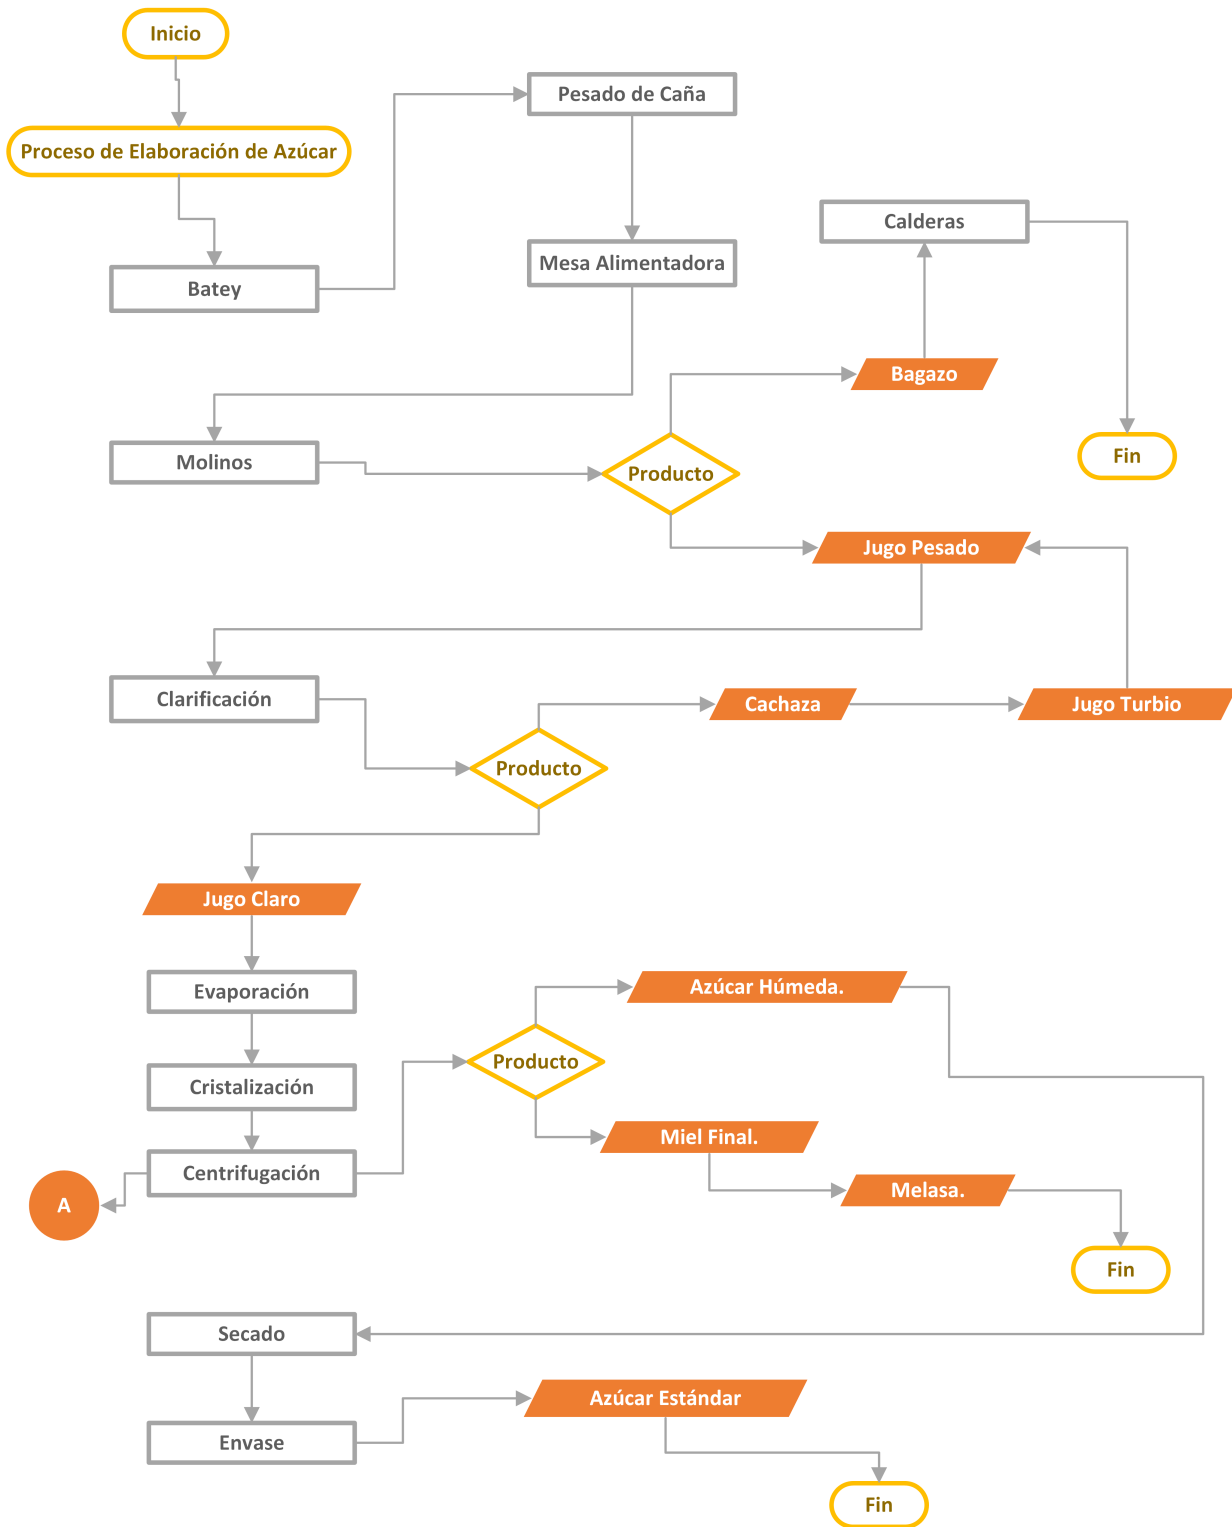 Inicio
Pesado de Caña
Proceso de Elaboración de Azúcar
Calderas
Mesa Alimentadora
Batey
Bagazo
Molinos
Producto
Fin
Jugo Pesado
Clarificación
Cachaza
Jugo Turbio
Producto
Jugo Claro
Evaporación
Azúcar Húmeda.
Producto
Cristalización
Miel Final.
Centrifugación
Melasa.
A
Fin
Secado
Azúcar Estándar
Envase
Fin